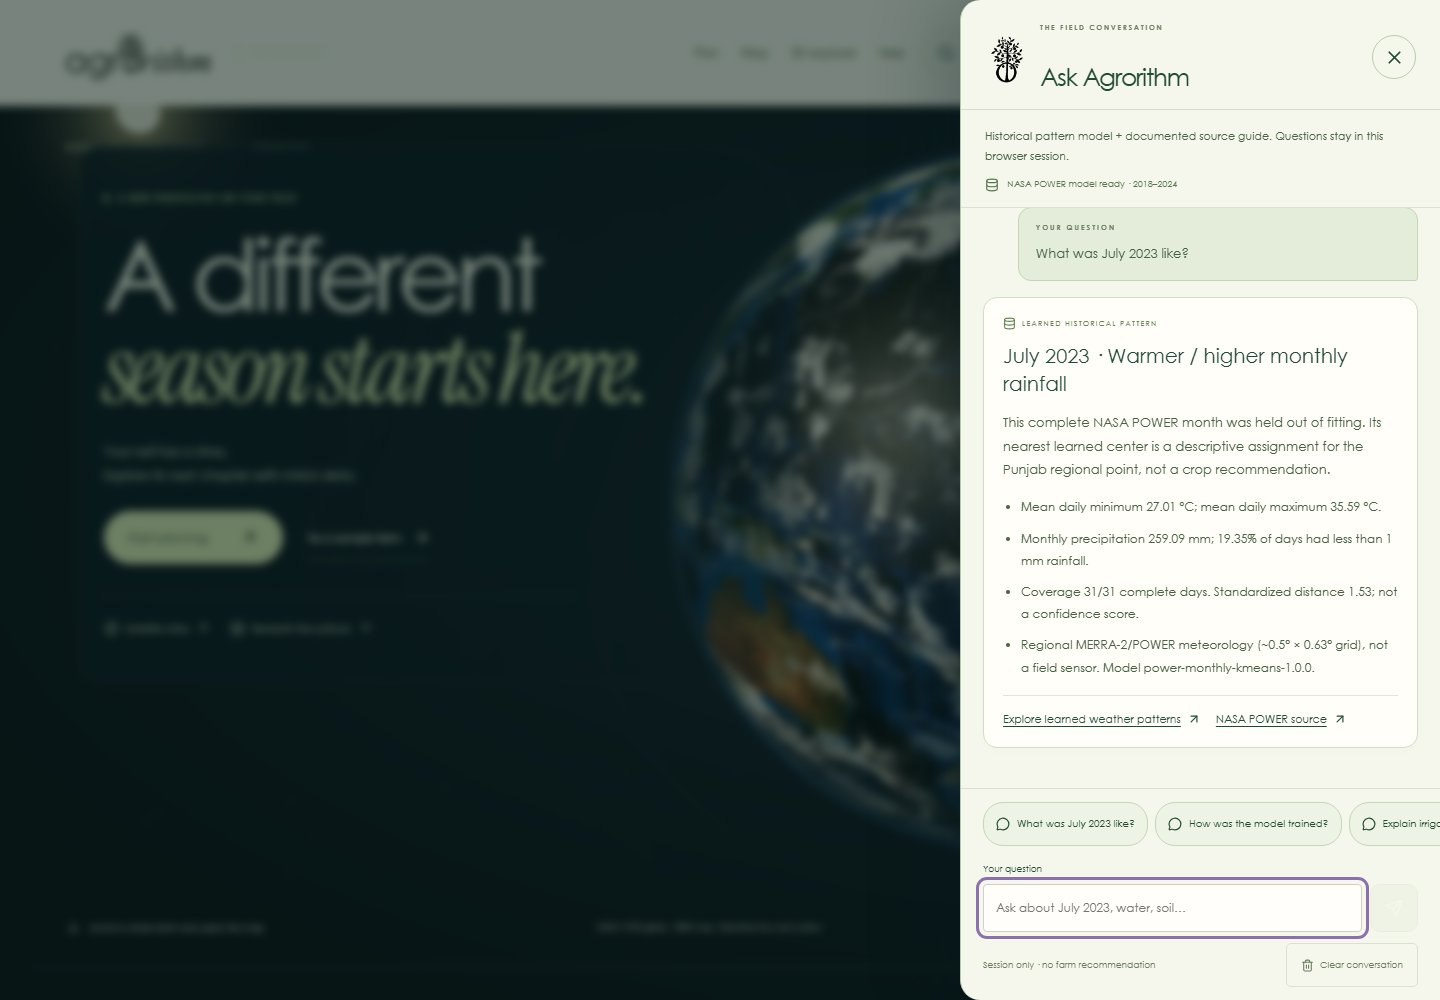 THE FIELD CONVERSATION
Ask Agrorithm
Historical pattern model + documented source guide. Questions stay in this
browser session.
NASA POWER model ready · 2018–2024
YOUR QUESTION
What was July 2023 like?
LEARNED HISTORICAL PATTERN
July 2023 · Warmer / higher monthly
rainfall
This complete NASA POWER month was held out of fitting. Its
nearest learned center is a descriptive assignment for the
Punjab regional point, not a crop recommendation.
• Mean daily minimum 27.01 °C; mean daily maximum 35.59 °C.
• Monthly precipitation 259.09 mm; 19.35% of days had less than 1
mm rainfall.
• Coverage 31/31 complete days. Standardized distance 1.53; not
a confidence score.
• Regional MERRA-2/POWER meteorology (~0.5° × 0.63° grid), not
a field sensor. Model power-monthly-kmeans-1.0.0.
Explore learned weather patterns
NASA POWER source
What was July 2023 like?
How was the model trained?
Explain
Your question
Ask about July 2023, water, soil...
Session only · no farm recommendation
Clear conversation
A different
season starts here.